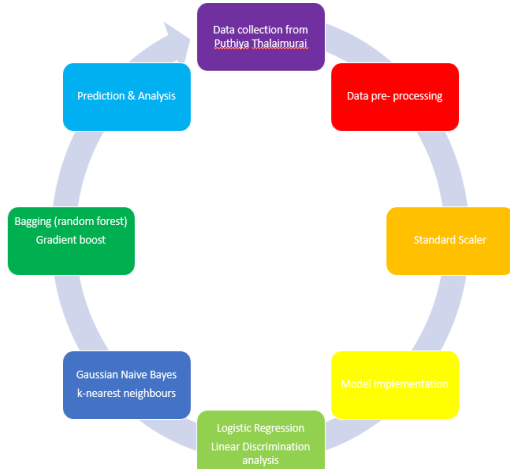 Data collection from
Puthiya Thalaimurai
Data pre- processing
Standard Scaler
Model Implementation
Logistic Regression
Linear Discrimination
analysis
Gaussian Naive Bayes
k-nearest neighbours
Bagging (random forest)
Gradient boost
Prediction & Analysis